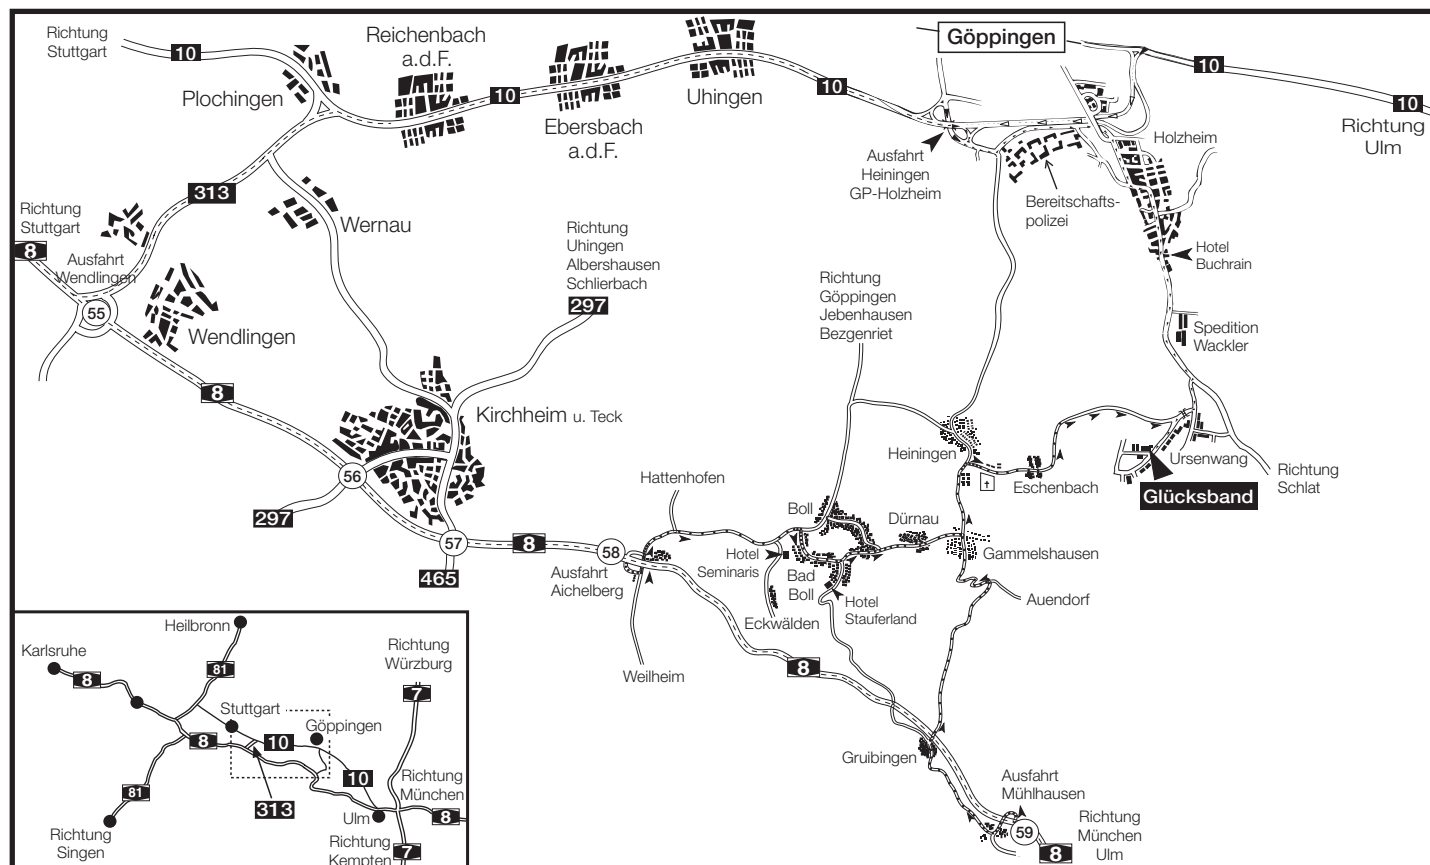 Richtung
Stuttgart
10
Plochingen
Reichenbach
a.d.F.
10
Ebersbach
a.d.F.
Uhingen
10
Göppingen
10
10
Richtung
Ulm
Holzheim
Ausfahrt
Heiningen
GP-Holzheim
Bereitschafts-
polizei
Hotel
Buchrain
Spedition
Wackler
313
Wernau
Richtung
Stuttgart
8
Ausfahrt
Wendlingen
55
Wendlingen
8
Richtung
Uhingen
Albershausen
Schlierbach
297
Richtung
Göppingen
Jebenhausen
Bezgenriet
Kirchheim u. Teck
56
297
57
465
8
Hattenhofen
58
Ausfahrt
Aichelberg
Weilheim
Boll
Hotel
Seminaris
Bad
Boll
Eckwälden
Hotel
Stauferland
Dürnau
Heiningen
Eschenbach
Ursenwang
Glücksband
Richtung
Schlat
Gammelshausen
Auendorf
8
Gruibingen
Ausfahrt
Mühlhausen
59
8
Richtung
München
Ulm
Heilbronn
Karlsruhe
8
81
Richtung
Würzburg
7
Stuttgart
Göppingen
8
10
10
313
81
Richtung
Singen
Ulm
Richtung
München
8
Richtung
Kempten
7